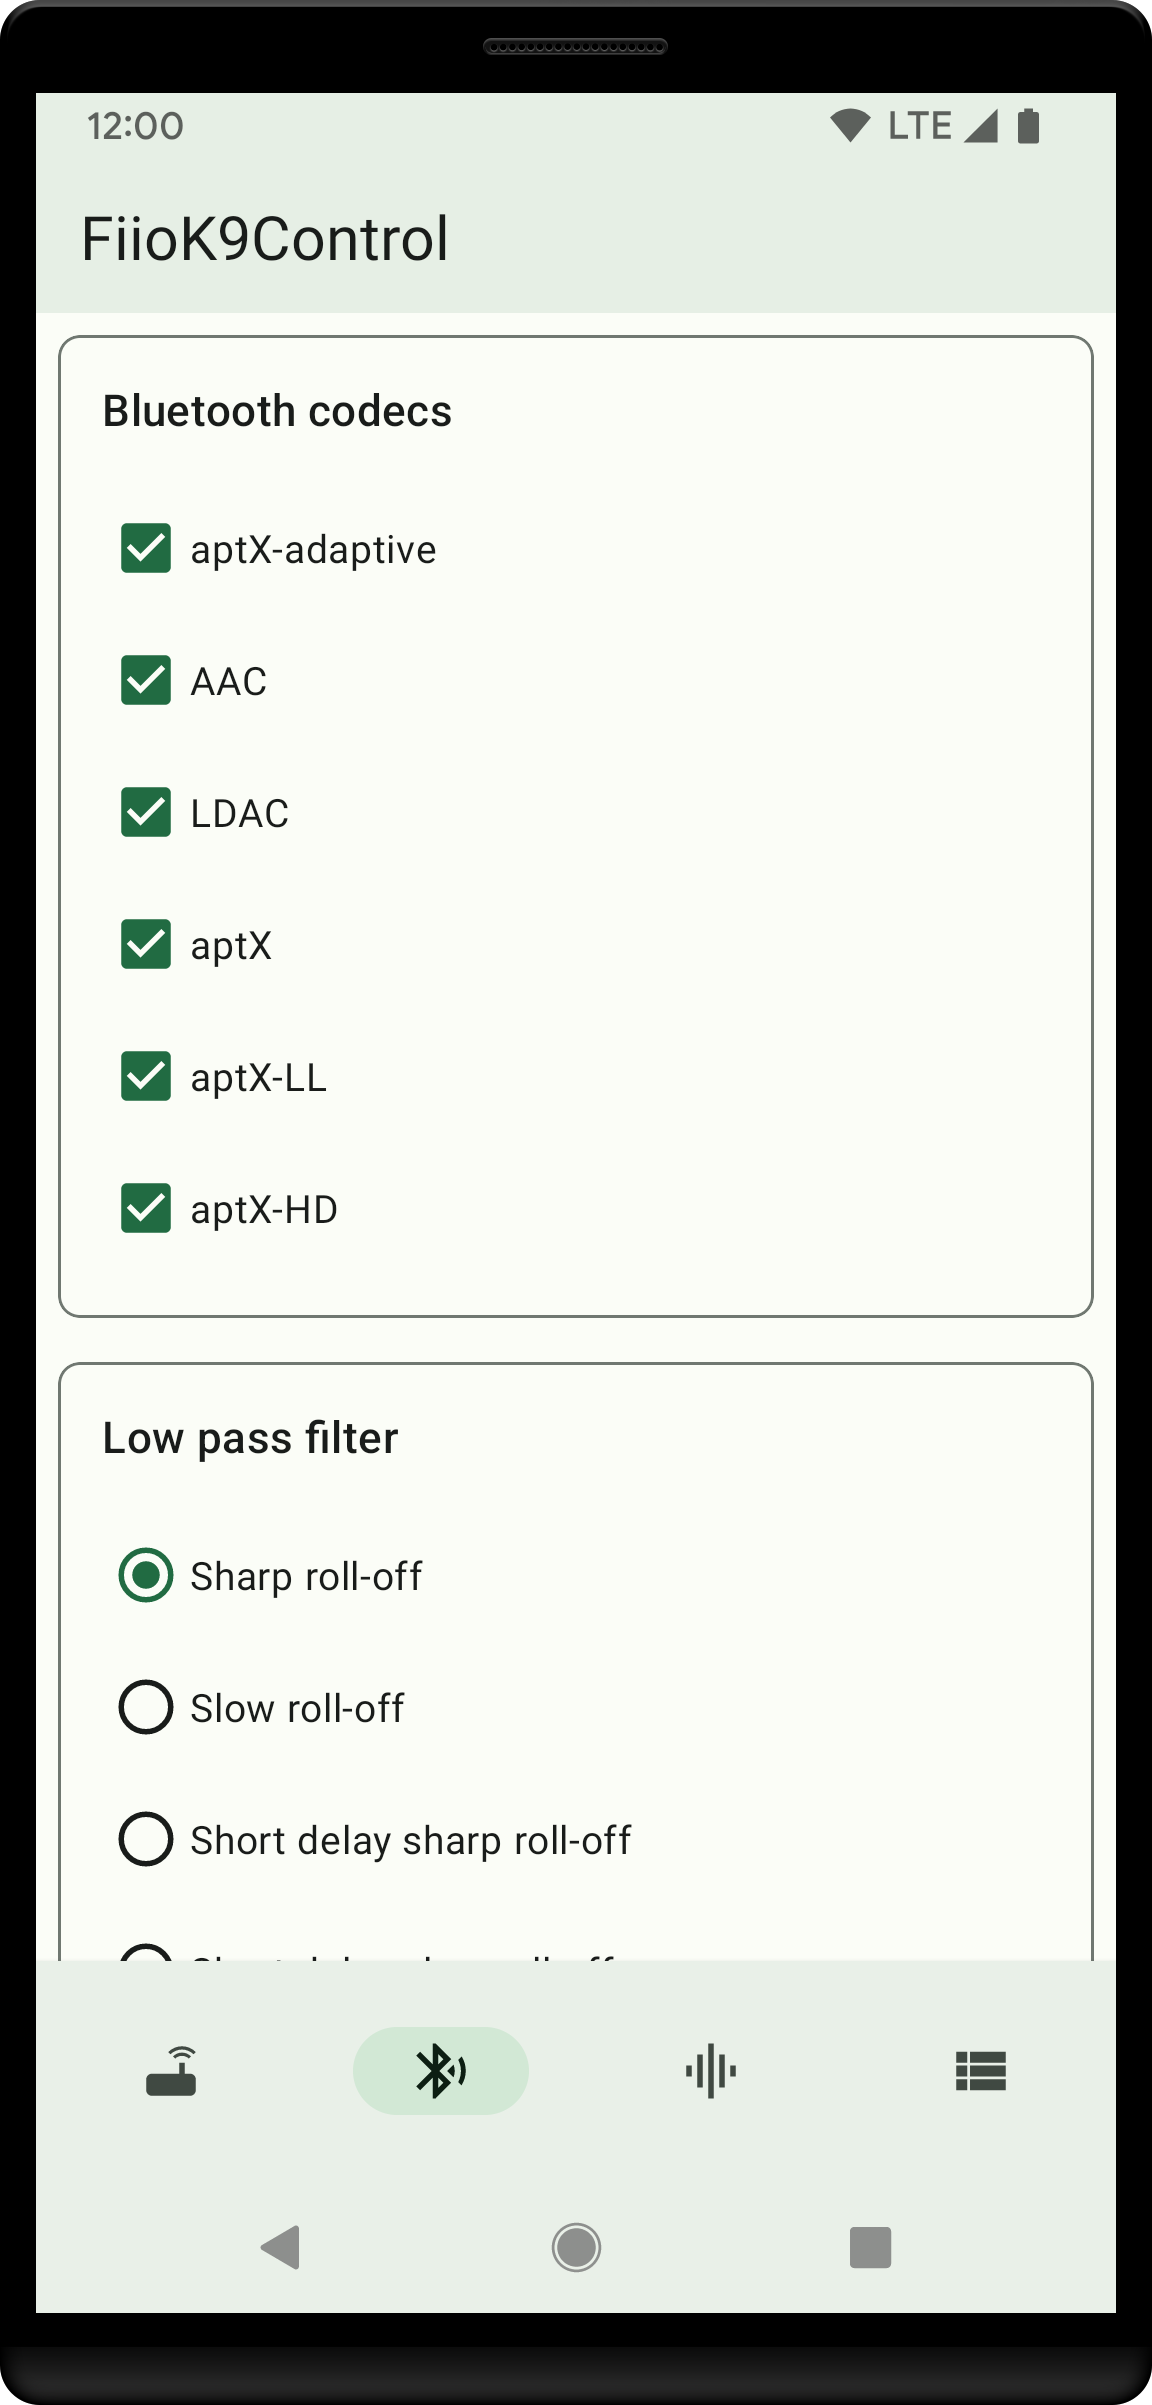 12:00 LTE
FiioK9Control
Bluetooth codecs
aptX-adaptive
AAC
LDAC
aptX
aptX-LL
aptX-HD
Low pass filter
Sharp roll-off
Slow roll-off
Short delay sharp roll-off